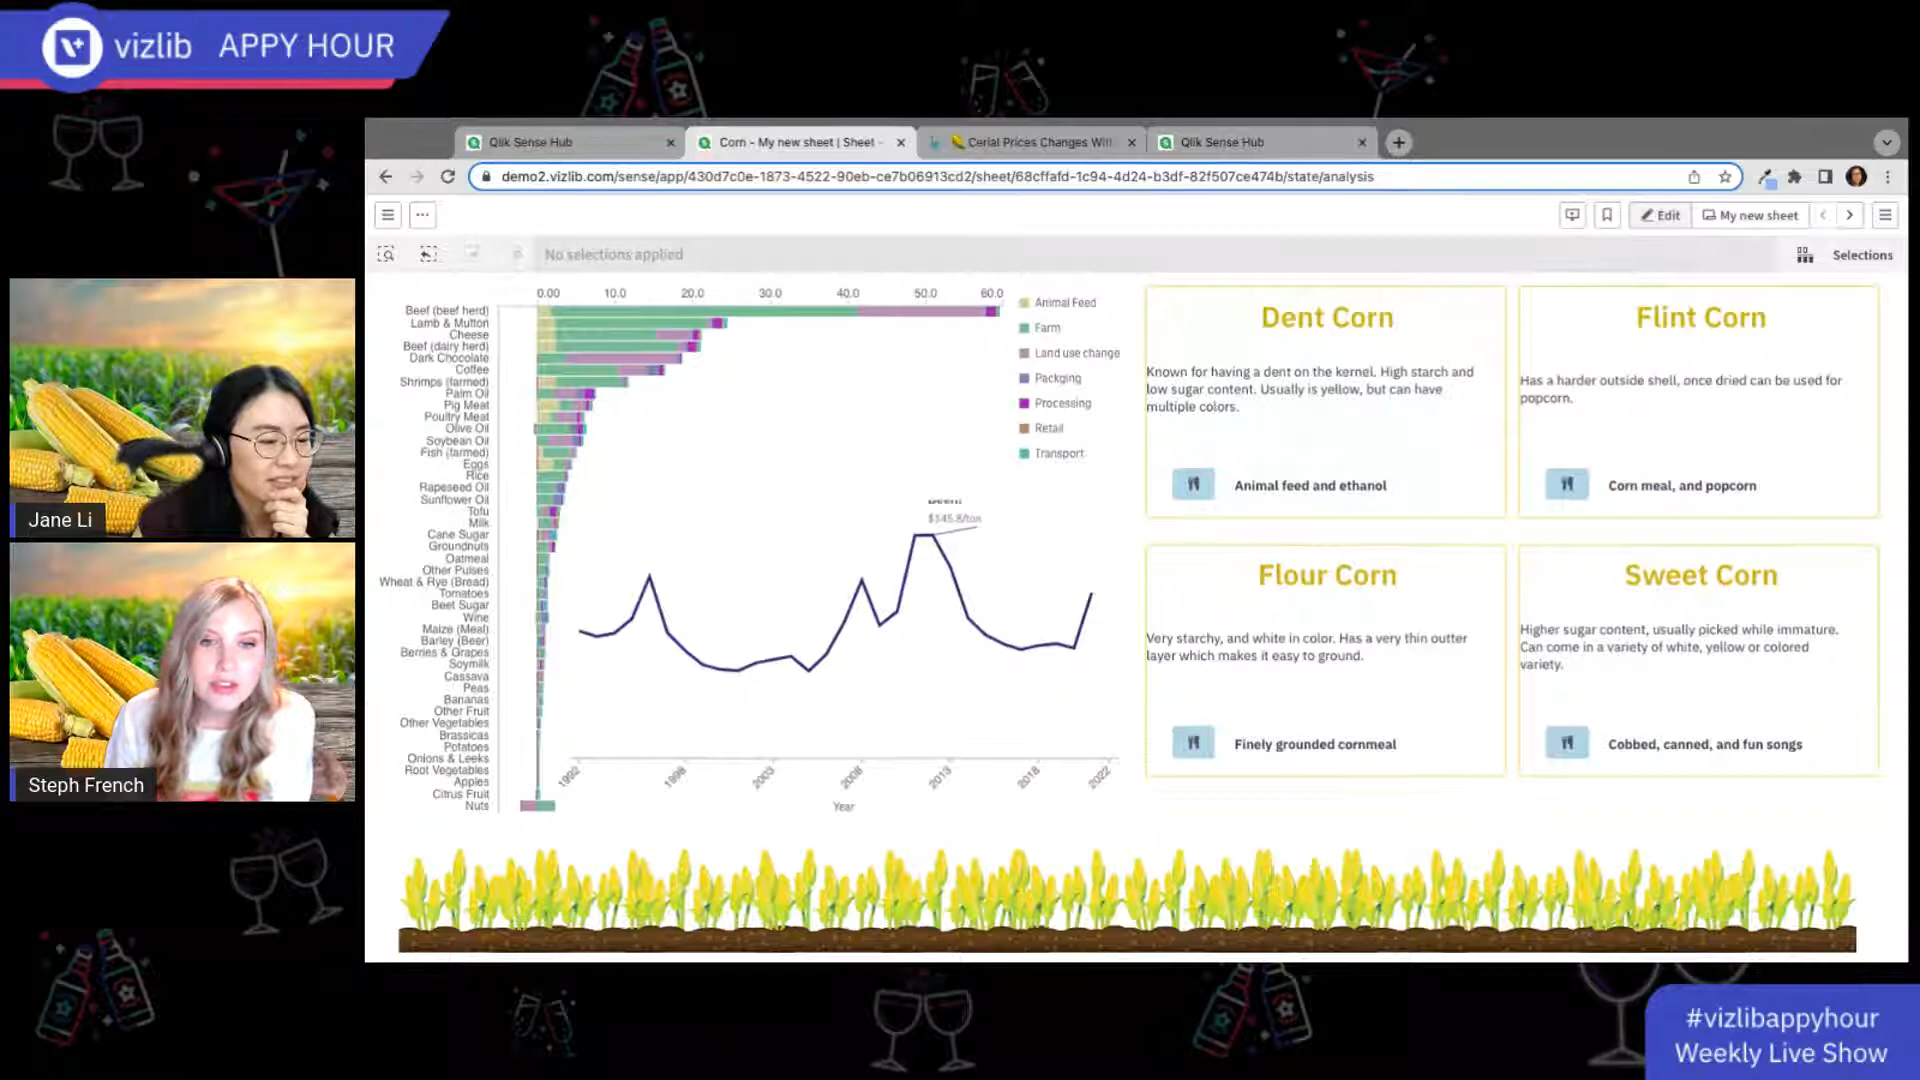 vizlib APPY HOUR
Qlik Sense Hub
Corn - My new sheet | Sheet -
Cerial Prices Changes Witl
Qlik Sense Hub
demo2.vizlib.com/sense/app/430d7c0e-1873-4522-90eb-ce7b06913cd2/sheet/68cffafd-1c94-4d24-b3df-82f507ce474b/state/analysis
Edit
My new sheet
No selections applied
Selections
0.00 10.0 20.0 30.0 40.0 50.0 60.0
Beef (beef herd)
Lamb & Mutton
Cheese
Beef (dairy herd)
Dark Chocolate
Coffee
Shrimps (farmed)
Palm Oil
Pig Meat
Poultry Meat
Olive Oil
Soybean Oil
Fish (farmed)
Eggs
Rice
Rapeseed Oil
Sunflower Oil
Tofu
Milk
Cane Sugar
Groundnuts
Oatmeal
Other Pulses
Wheat & Rye (Bread)
Tomatoes
Beet Sugar
Wine
Maize (Meal)
Barley (Beer)
Berries & Grapes
Soymilk
Cassava
Peas
Bananas
Other Fruit
Other Vegetables
Brassicas
Potatoes
Onions & Leeks
Root Vegetables
Apples
Citrus Fruit
Nuts
Animal Feed
Farm
Land use change
Packging
Processing
Retail
Transport
$345.8/ton
1992 1998 2003 2008 2013 2018 2022
Year
Dent Corn
Known for having a dent on the kernel. High starch and
low sugar content. Usually is yellow, but can have
multiple colors.
Animal feed and ethanol
Flint Corn
Has a harder outside shell, once dried can be used for
popcorn.
Corn meal, and popcorn
Flour Corn
Very starchy, and white in color. Has a very thin outter
layer which makes it easy to ground.
Finely grounded cornmeal
Sweet Corn
Higher sugar content, usually picked while immature.
Can come in a variety of white, yellow or colored
variety.
Cobbed, canned, and fun songs
Jane Li
Steph French
#vizlibappyhour
Weekly Live Show